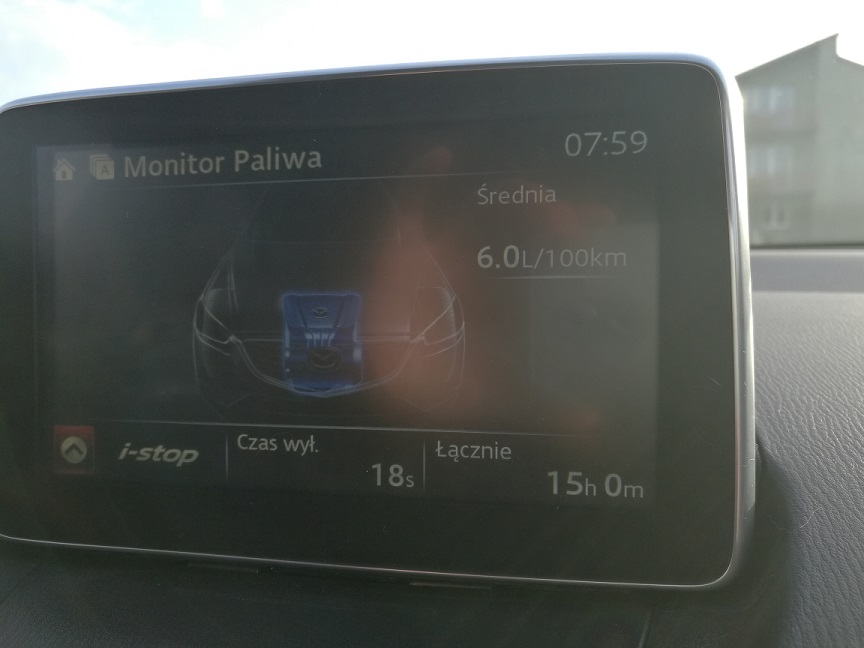 A Monitor Paliwa 07:59
Średnia
6.0L/100km
i-stop
Czas wył.
18s
Łącznie
15h 0m